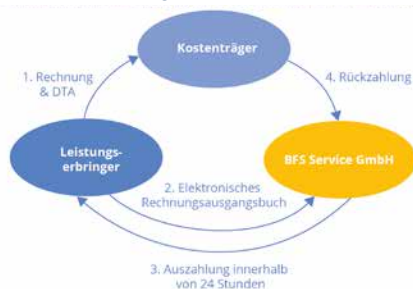 Kostenträger
1. Rechnung
& DTA
4. Rückzahlung
Leistungs-
erbringer
BFS Service GmbH
2. Elektronisches
Rechnungsausgangsbuch
3. Auszahlung innerhalb
von 24 Stunden